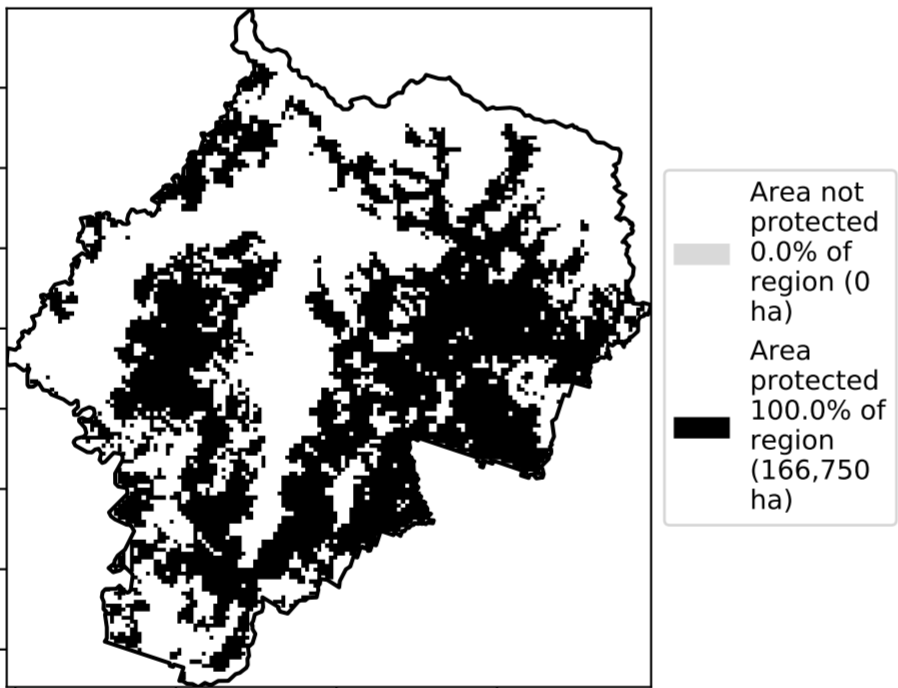 Area not
protected
0.0% of
region (0
ha)
Area
protected
100.0% of
region
(166,750
ha)